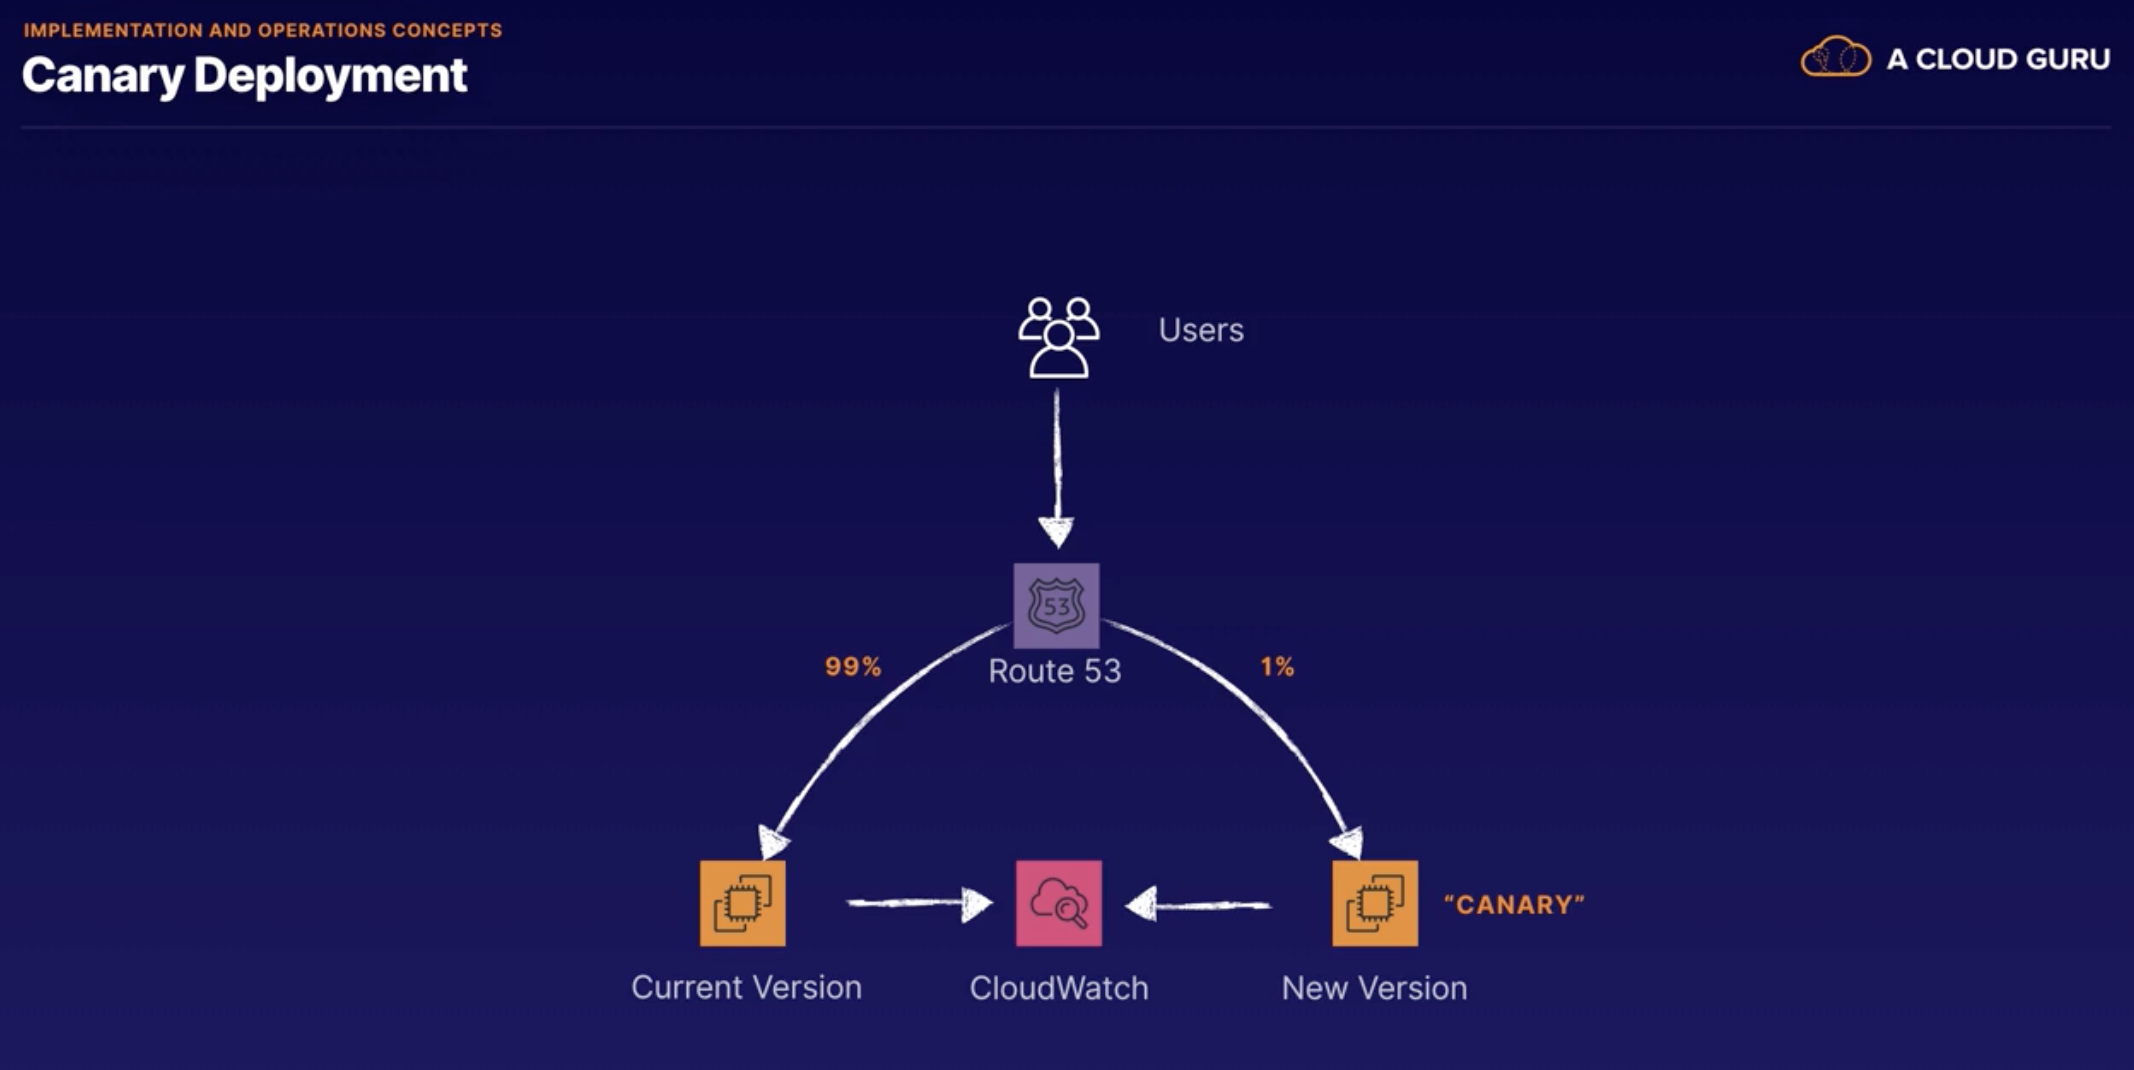 IMPLEMENTATION AND OPERATIONS CONCEPTS
Canary Deployment
A CLOUD GURU
Users
53
Route 53
99%
1%
“CANARY”
Current Version
CloudWatch
New Version